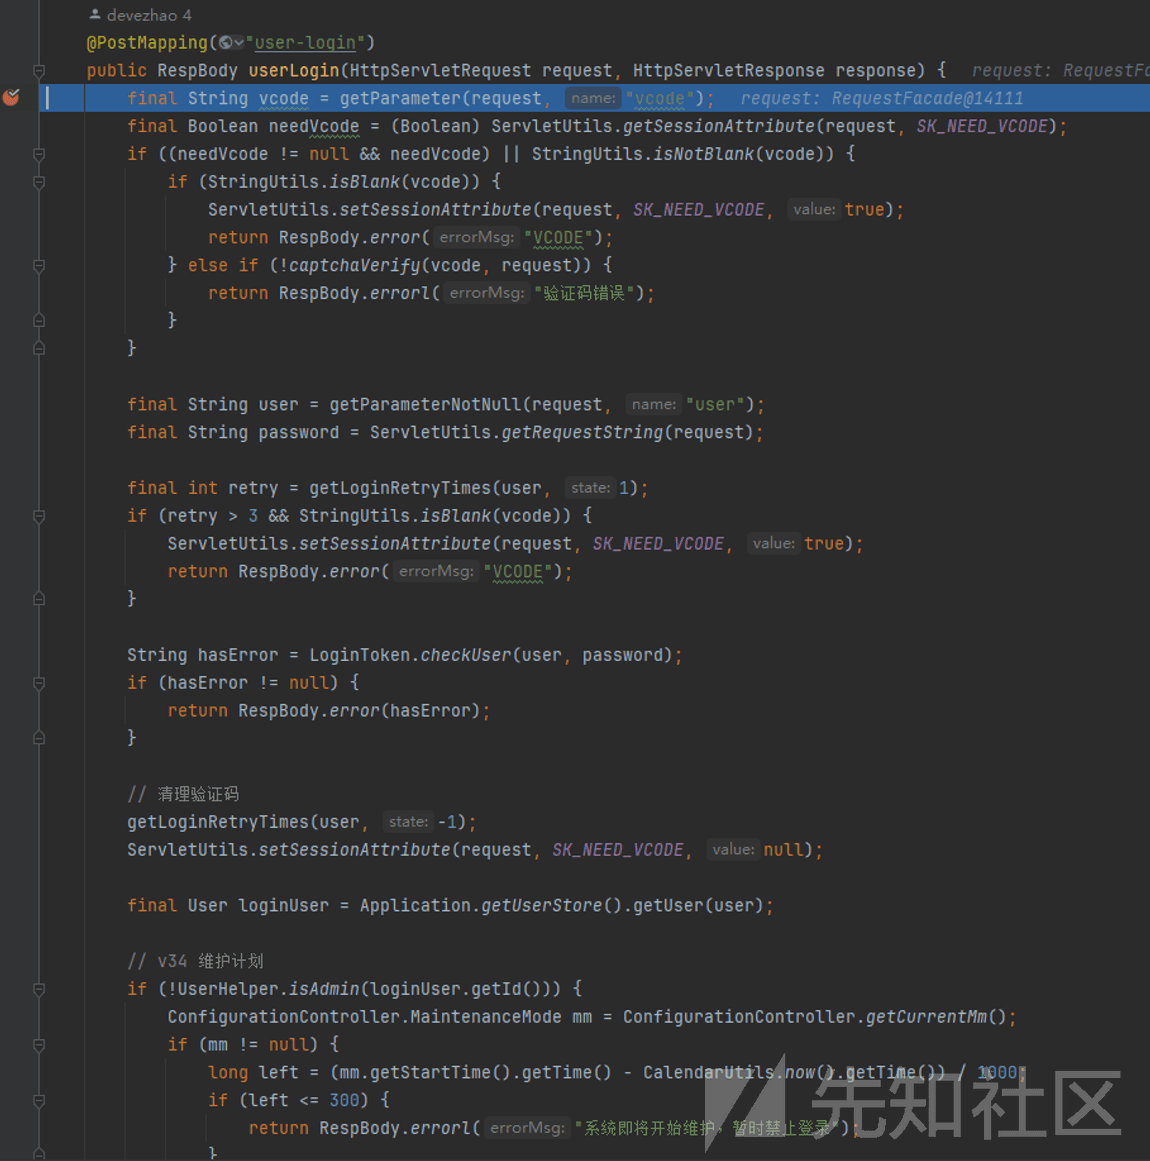 devezhao 4
@PostMapping("user-login")
public RespBody userLogin(HttpServletRequest request, HttpServletResponse response) {   request: RequestFa
final String vcode = getParameter(request, name: "vcode");   request: RequestFacade@14111
final Boolean needVcode = (Boolean) ServletUtils.getSessionAttribute(request, SK_NEED_VCODE);
if ((needVcode != null && needVcode) || StringUtils.isNotBlank(vcode)) {
if (StringUtils.isBlank(vcode)) {
ServletUtils.setSessionAttribute(request, SK_NEED_VCODE, value: true);
return RespBody.error( errorMsg: "VCODE");
} else if (!captchaVerify(vcode, request)) {
return RespBody.errorl( errorMsg: "验证码错误");
}
}
final String user = getParameterNotNull(request, name: "user");
final String password = ServletUtils.getRequestString(request);
final int retry = getLoginRetryTimes(user, state: 1);
if (retry > 3 && StringUtils.isBlank(vcode)) {
ServletUtils.setSessionAttribute(request, SK_NEED_VCODE, value: true);
return RespBody.error( errorMsg: "VCODE");
}
String hasError = LoginToken.checkUser(user, password);
if (hasError != null) {
return RespBody.error(hasError);
}
// 清理验证码
getLoginRetryTimes(user, state: -1);
ServletUtils.setSessionAttribute(request, SK_NEED_VCODE, value: null);
final User loginUser = Application.getUserStore().getUser(user);
// v34 维护计划
if (!UserHelper.isAdmin(loginUser.getId())) {
ConfigurationController.MaintenanceMode mm = ConfigurationController.getCurrentMm();
if (mm != null) {
long left = (mm.getStartTime().getTime() - CalendarUtils.now().getTime()) / 1000;
if (left <= 300) {
return RespBody.errorl( errorMsg: "系统即将开始维护，暂时禁止登录");
}
先知社区